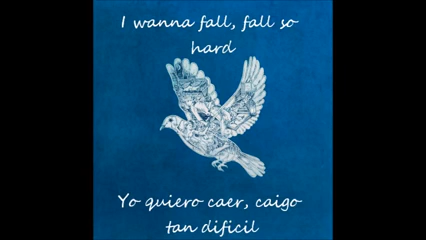 I wanna fall, fall so
hard
Yo quiero caer, caigo
tan dificil